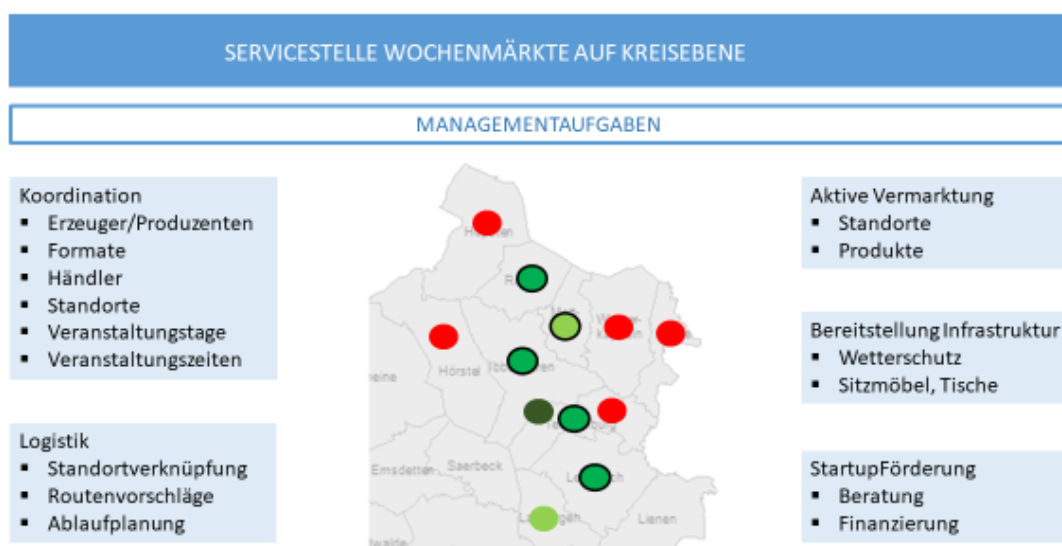 SERVICESTELLE WOCHENMÄRKTE AUF KREISEBENE
MANAGEMENTAUFGABEN
Koordination
▪ Erzeuger/Produzenten
▪ Formate
▪ Händler
▪ Standorte
▪ Veranstaltungstage
▪ Veranstaltungszeiten
Logistik
▪ Standortverknüpfung
▪ Routenvorschläge
▪ Ablaufplanung
Hörstel
Emsdetten
Saerbeck
Lienen
Aktive Vermarktung
▪ Standorte
▪ Produkte
Bereitstellung Infrastruktur
▪ Wetterschutz
▪ Sitzmöbel, Tische
StartupFörderung
▪ Beratung
▪ Finanzierung